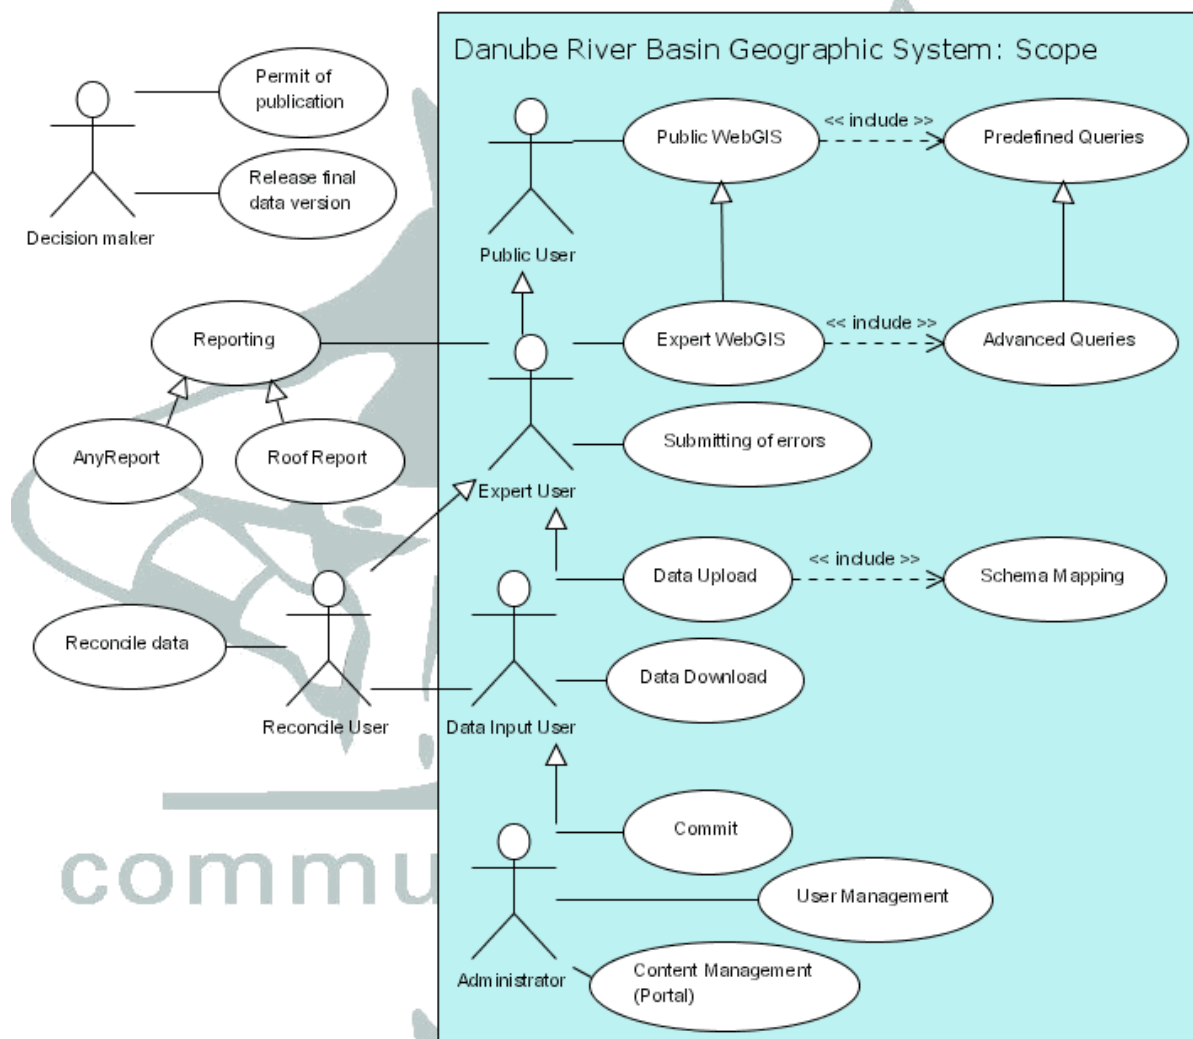 Danube River Basin Geographic System: Scope
Permit of
publication
Release final
data version
Decision maker
Public WebGIS
<< include >>
Predefined Queries
Public User
Reporting
Expert WebGIS
<< include >>
Advanced Queries
AnyReport
Roof Report
Submitting of errors
Expert User
Data Upload
<< include >>
Schema Mapping
Reconcile data
Data Download
Reconcile User
Data Input User
Commit
commu
User Management
Administrator
Content Management
(Portal)